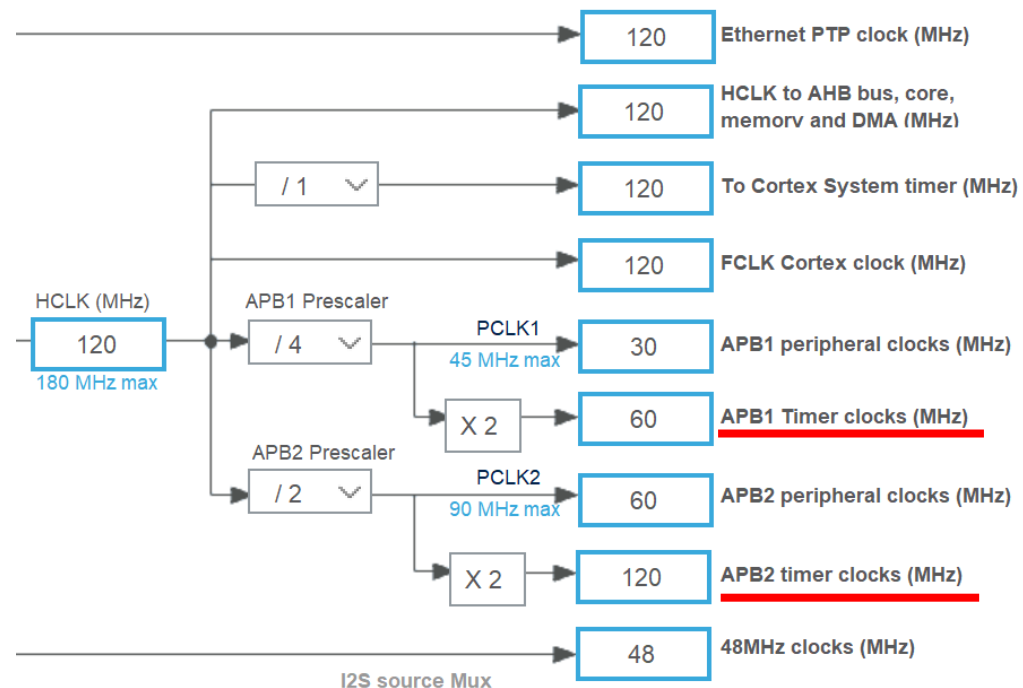 120
Ethernet PTP clock (MHz)
120
HCLK to AHB bus, core,
memory and DMA (MHz)
/ 1
120
To Cortex System timer (MHz)
120
FCLK Cortex clock (MHz)
HCLK (MHz)
120
180 MHz max
APB1 Prescaler
/ 4
PCLK1
45 MHz max
30
APB1 peripheral clocks (MHz)
X 2
60
APB1 Timer clocks (MHz)
APB2 Prescaler
/ 2
PCLK2
90 MHz max
60
APB2 peripheral clocks (MHz)
X 2
120
APB2 timer clocks (MHz)
48
48MHz clocks (MHz)
I2S source Mux